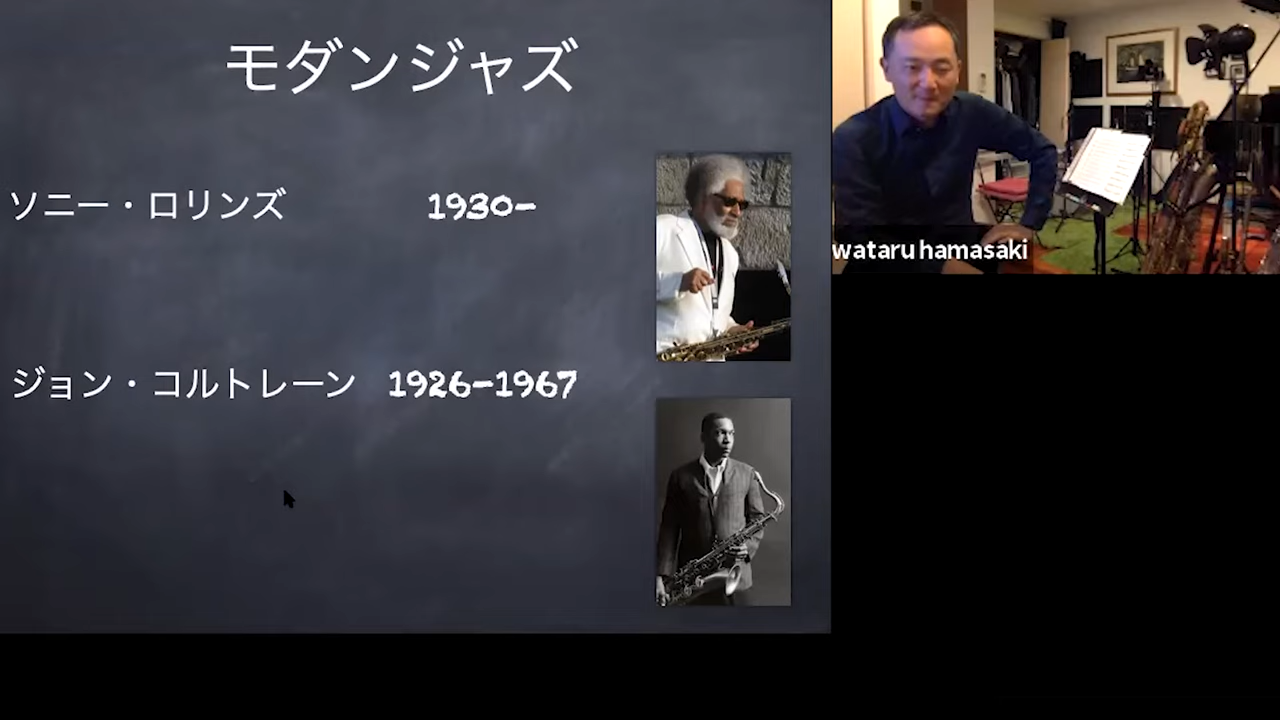 モダンジャズ
ソニー・ロリンズ 1930-
ジョン・コルトレーン 1926-1967
wataru hamasaki